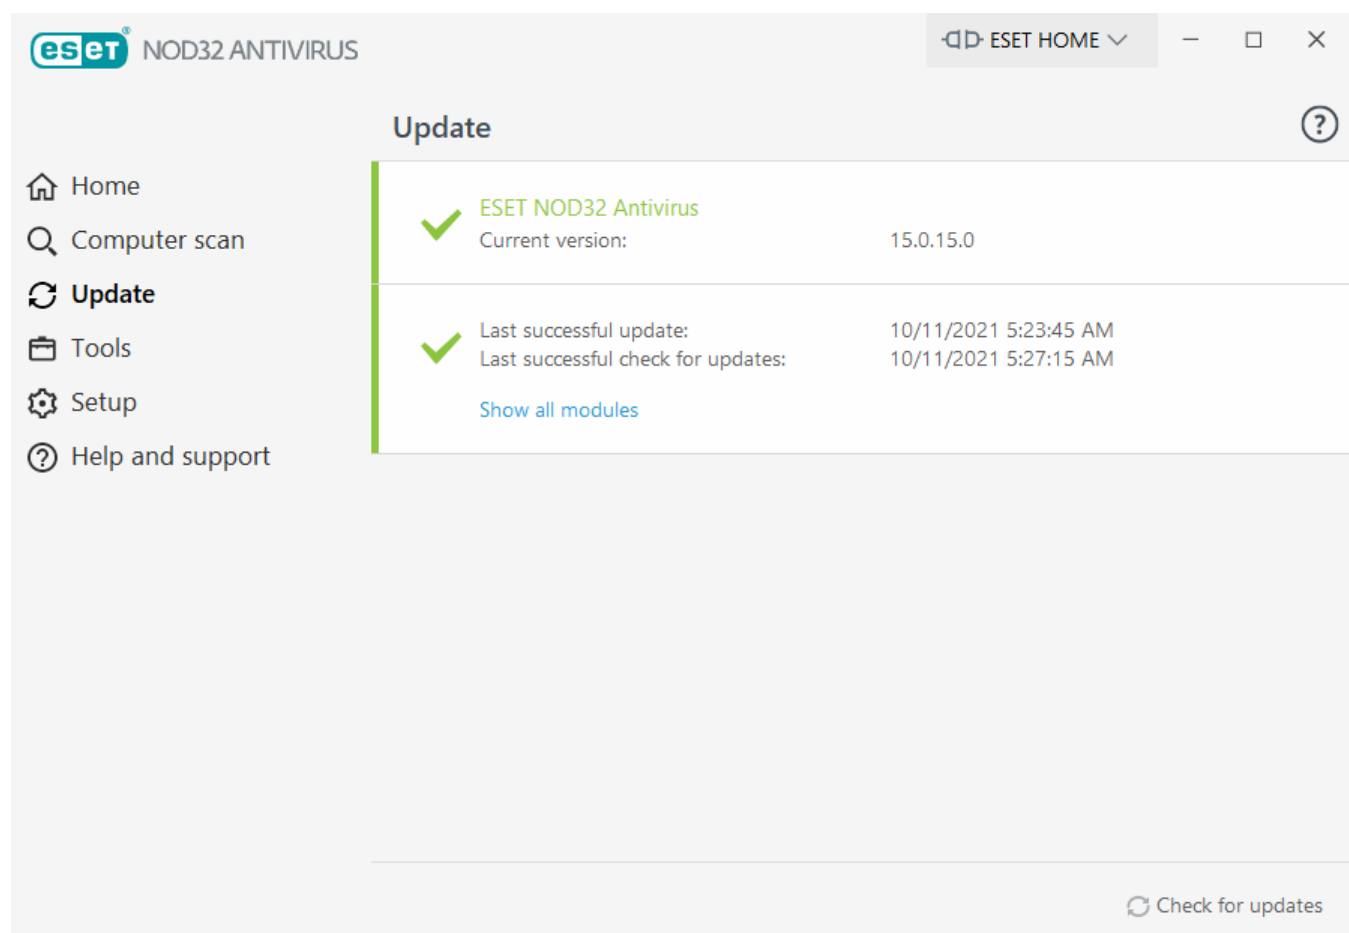 eset® NOD32 ANTIVIRUS
ESET HOME
Update
?
Home
Computer scan
Update
Tools
Setup
Help and support
ESET NOD32 Antivirus
Current version: 15.0.15.0
Last successful update: 10/11/2021 5:23:45 AM
Last successful check for updates: 10/11/2021 5:27:15 AM
Show all modules
Check for updates